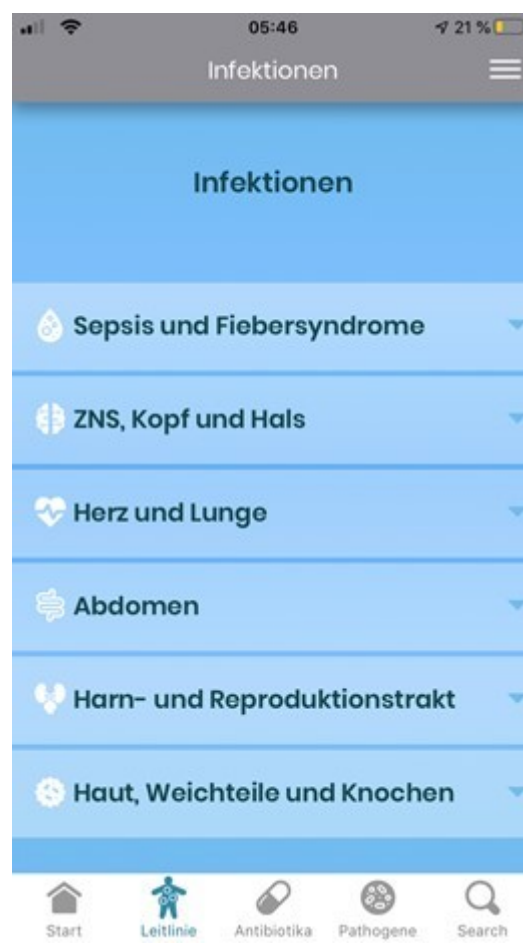 05:46
21 %
Infektionen
Infektionen
Sepsis und Fiebersyndrome
ZNS, Kopf und Hals
Herz und Lunge
Abdomen
Harn- und Reproduktionstrakt
Haut, Weichteile und Knochen
Start Leitlinie Antibiotika Pathogene Search